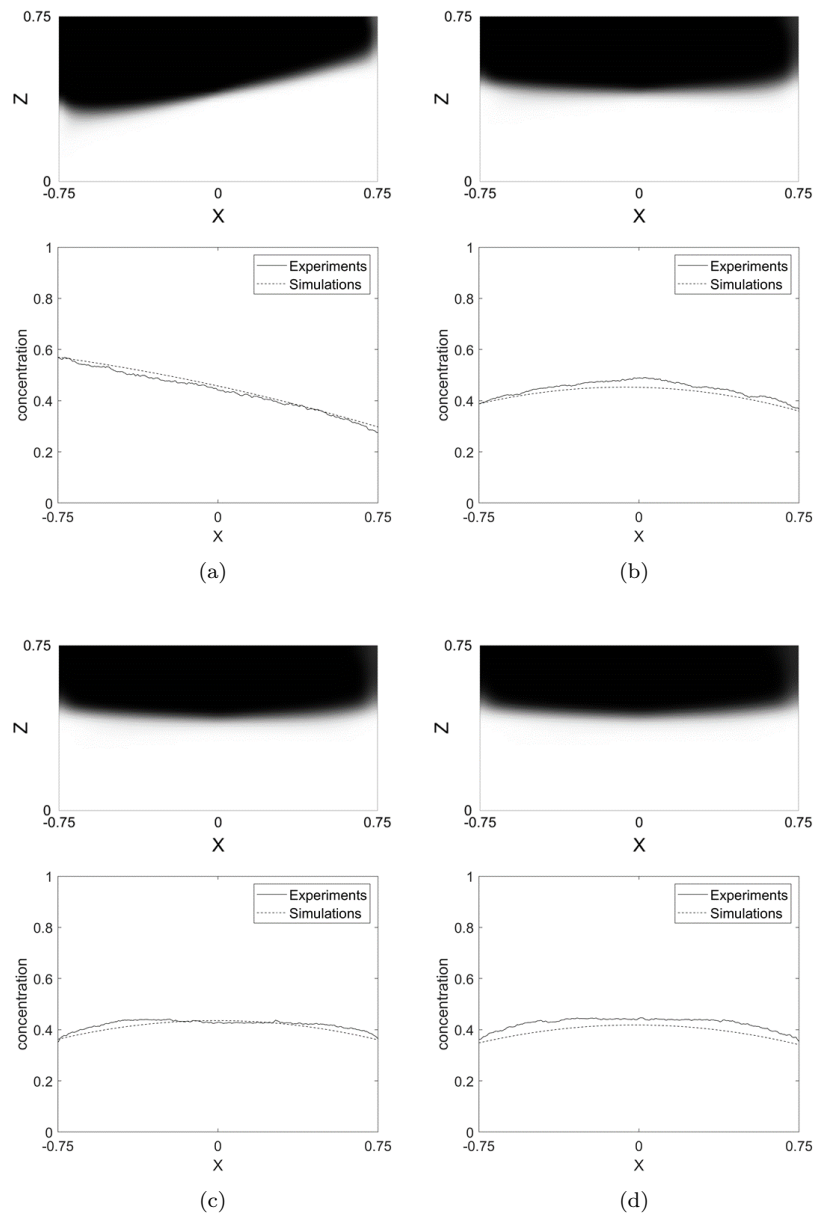 0.75
Z
0
-0.75 0 0.75
X
0.75
Z
0
-0.75 0 0.75
X
1
0.8
0.6
0.4
0.2
0
concentration
Experiments
Simulations
-0.75 0 0.75
X
(a)
1
0.8
0.6
0.4
0.2
0
concentration
Experiments
Simulations
-0.75 0 0.75
X
(b)
0.75
Z
0
-0.75 0 0.75
X
0.75
Z
0
-0.75 0 0.75
X
1
0.8
0.6
0.4
0.2
0
concentration
Experiments
Simulations
-0.75 0 0.75
X
(c)
1
0.8
0.6
0.4
0.2
0
concentration
Experiments
Simulations
-0.75 0 0.75
X
(d)